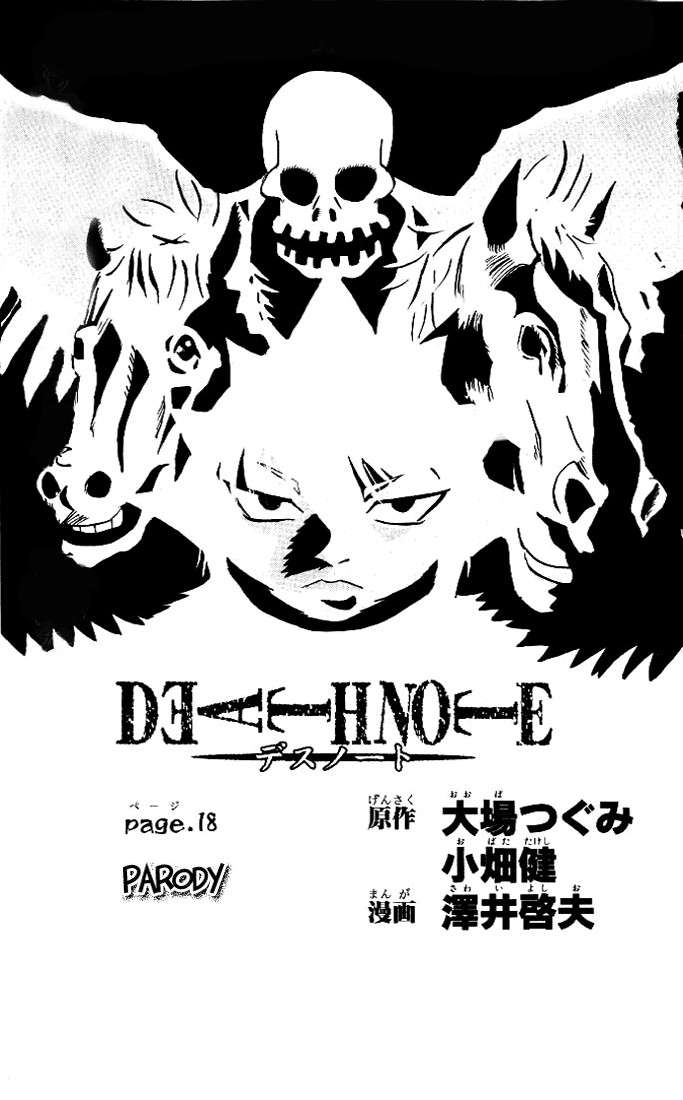 DEATH NOTE
デスノート
ページ
page.18
PARODY
げんさく おおば
原作 大場つぐみ
おばたたけし
小畑健
まんが さわいよしお
漫画 澤井啓夫